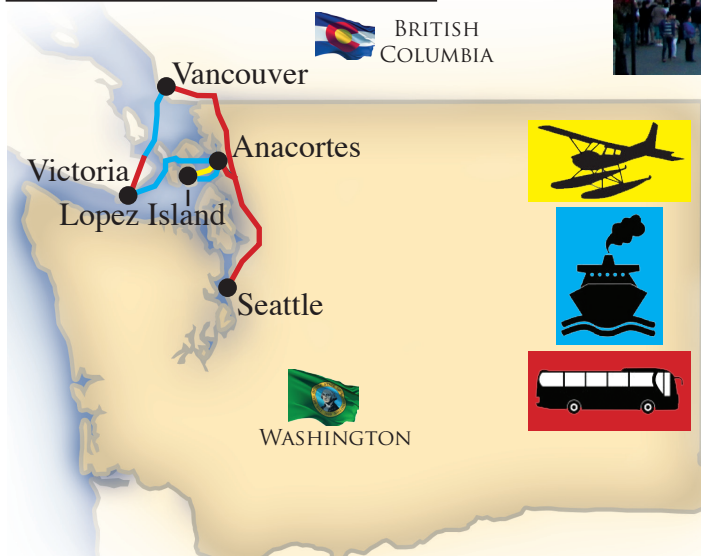 BRITISH
COLUMBIA
Vancouver
Anacortes
Victoria
Lopez Island
Seattle
WASHINGTON